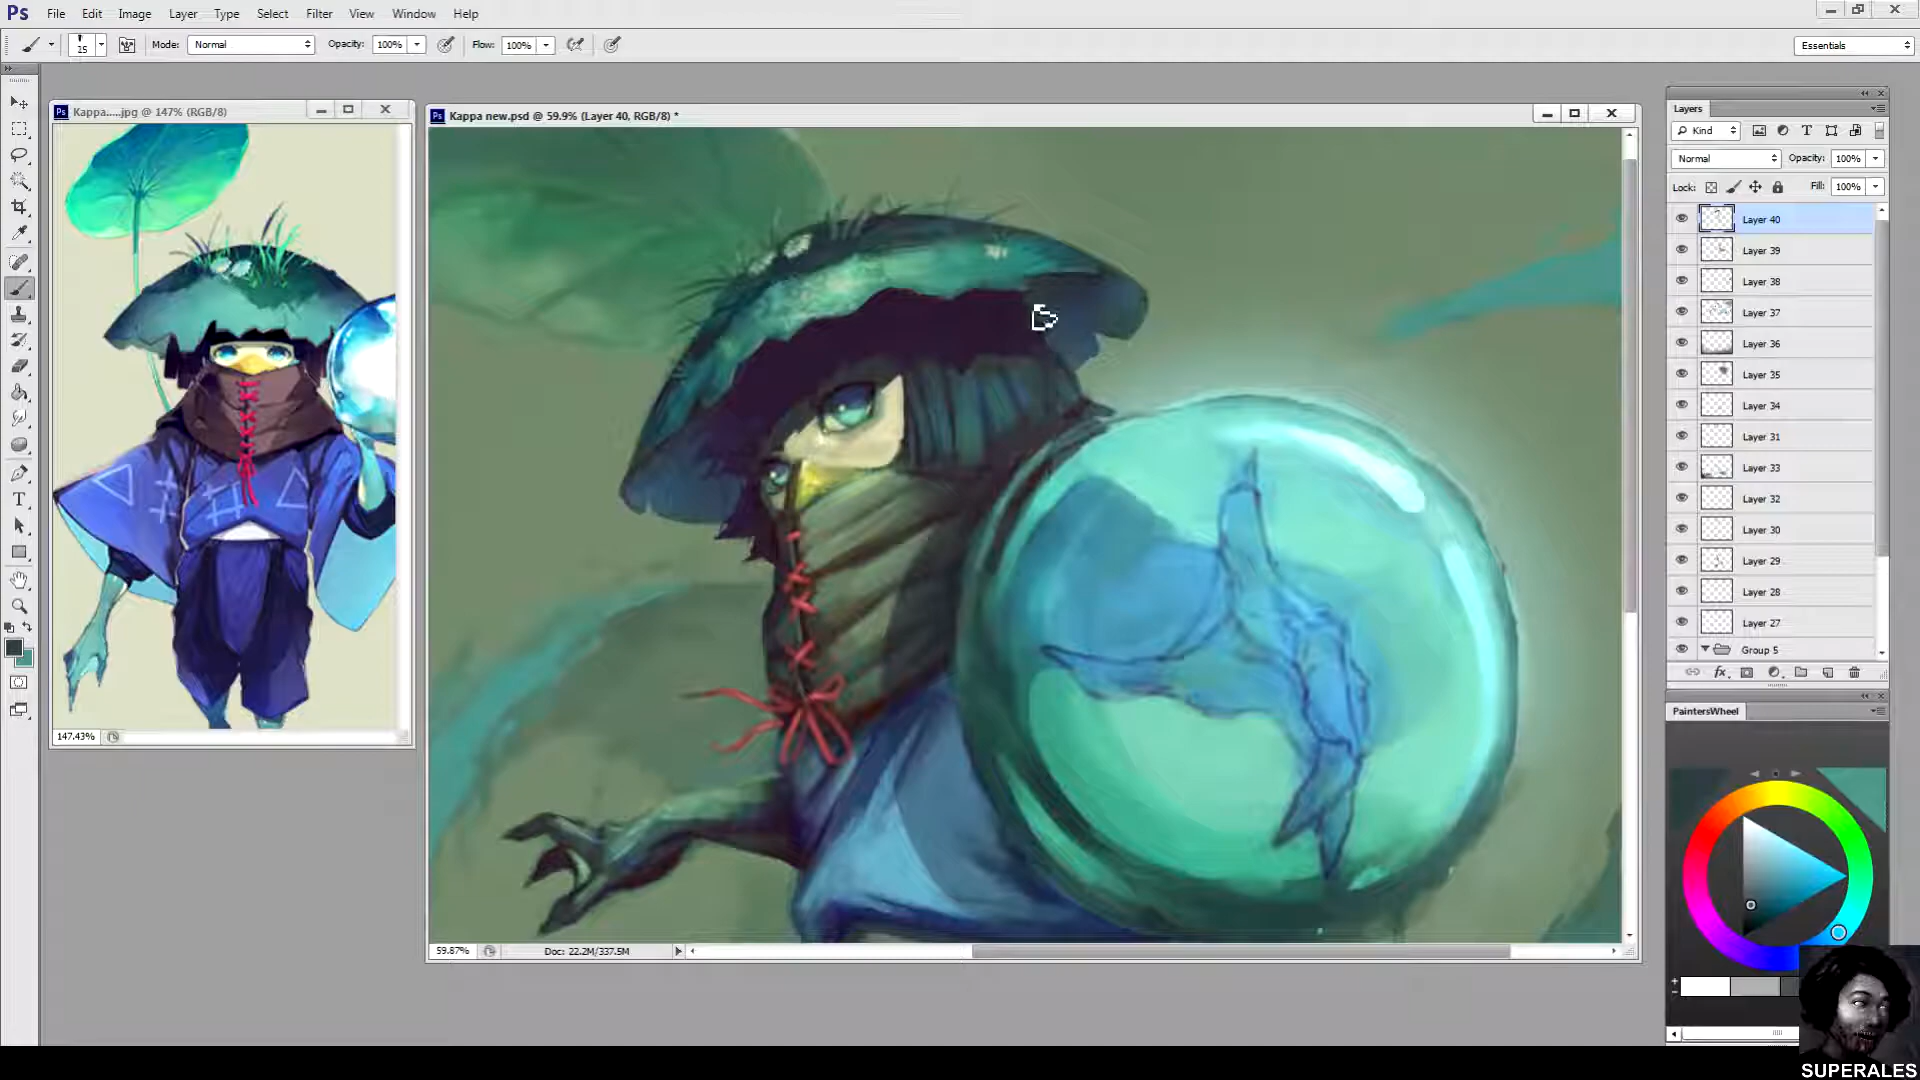 Ps File Edit Image Layer Type Select Filter View Window Help
25 Mode: Normal Opacity: 100% Flow: 100% Essentials
Ps Kappa.....jpg @ 147% (RGB/8)
Ps Kappa new.psd @ 59.9% (Layer 40, RGB/8) *
Layers
Kind
Normal Opacity: 100%
Lock: Fill: 100%
Layer 40
Layer 39
Layer 38
Layer 37
Layer 36
Layer 35
Layer 34
Layer 31
Layer 33
Layer 32
Layer 30
Layer 29
Layer 28
Layer 27
Group 5
fx
PaintersWheel
147.43%
59.87% Doc: 22.2M/337.5M
SUPERALES